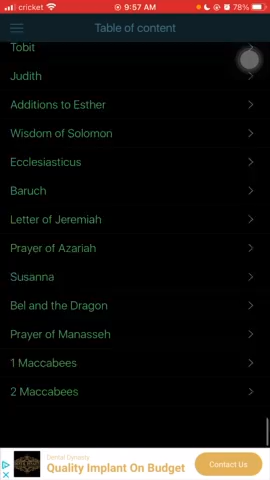 cricket 9:57 AM 78%
Table of content
Tobit
Judith
Additions to Esther
Wisdom of Solomon
Ecclesiasticus
Baruch
Letter of Jeremiah
Prayer of Azariah
Susanna
Bel and the Dragon
Prayer of Manasseh
1 Maccabees
2 Maccabees
Dental Dynasty
Quality Implant On Budget
Contact Us